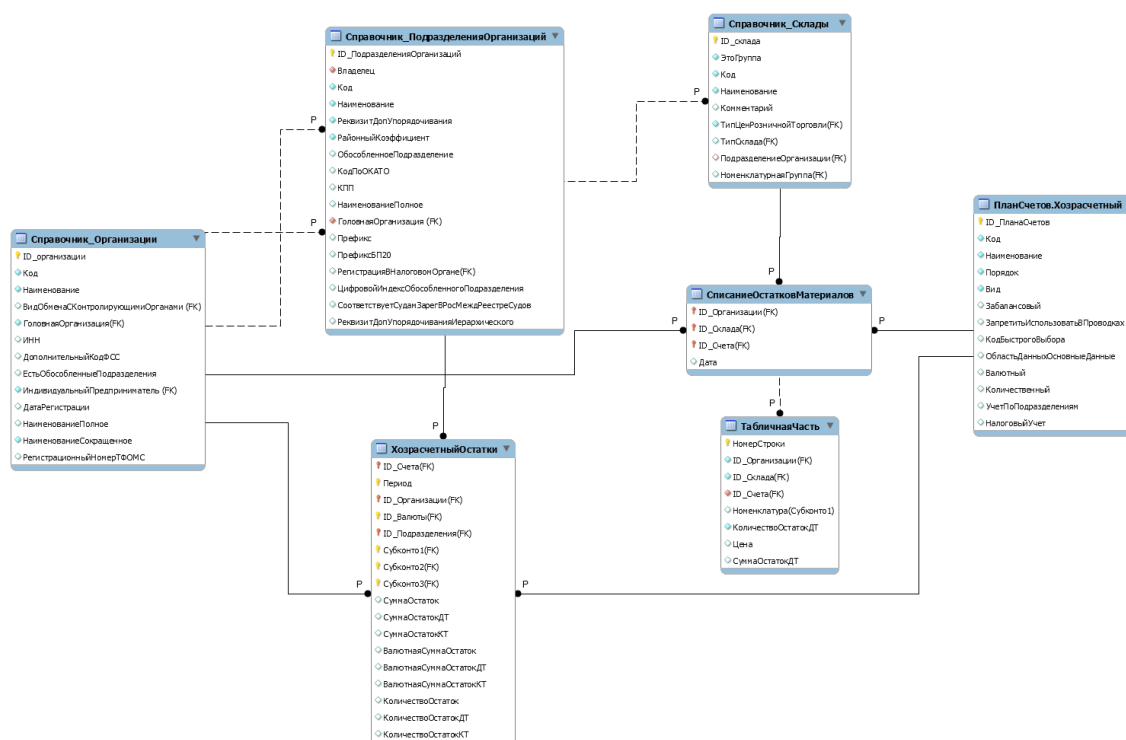 Справочник_Организации
ID_организации
Код
Наименование
ВидОбменаСКонтролирующимиОрганами (FK)
ГоловнаяОрганизация(FK)
ИНН
ДополнительныйКодФСС
ЕстьОбособленныеПодразделения
ИндивидуальныйПредприниматель (FK)
ДатаРегистрации
НаименованиеПолное
НаименованиеСокращенное
РегистрационныйНомерТФОМС
Справочник_ПодразделенияОрганизаций
ID_ПодразделенияОрганизаций
Владелец
Код
Наименование
РеквизитДопУпорядочивания
РайонныйКоэффициент
ОбособленноеПодразделение
КодПоОКАТО
КПП
НаименованиеПолное
ГоловнаяОрганизация (FK)
Префикс
ПрефиксБП20
РегистрацияВНалоговомОргане(FK)
ЦифровойИндексОбособленногоПодразделения
СоответствуетСудамЗарегВРосМеждРеестреСудов
РеквизитДопУпорядочиванияИерархического
Справочник_Склады
ID_склада
ЭтоГруппа
Код
Наименование
Комментарий
ТипЦенРозничнойТорговли(FK)
ТипСклада(FK)
ПодразделениеОрганизации(FK)
НоменклатурнаяГруппа(FK)
ПланСчетов.Хозрасчетный
ID_ПланаСчетов
Код
Наименование
Порядок
Вид
Забалансовый
ЗапретитьИспользоватьВПроводках
КодБыстрогоВыбора
ОбластьДанныхОсновныеДанные
Валютный
Количественный
УчетПоПодразделениям
НалоговыйУчет
СписаниеОстатковМатериалов
ID_Организации(FK)
ID_Склада(FK)
ID_Счета(FK)
Дата
ТабличнаяЧасть
НомерСтроки
ID_Организации(FK)
ID_Склада(FK)
ID_Счета(FK)
Номенклатура(Субконто1)
КоличествоОстатокДТ
Цена
СуммаОстатокДТ
ХозрасчетныйОстатки
ID_Счета(FK)
Период
ID_Организации(FK)
ID_Валюты(FK)
ID_Подразделения(FK)
Субконто1(FK)
Субконто2(FK)
Субконто3(FK)
СуммаОстаток
СуммаОстатокДТ
СуммаОстатокКТ
ВалютнаяСуммаОстаток
ВалютнаяСуммаОстатокДТ
ВалютнаяСуммаОстатокКТ
КоличествоОстаток
КоличествоОстатокДТ
КоличествоОстатокКТ
P
P
P
P
P
P
P
P
P
P